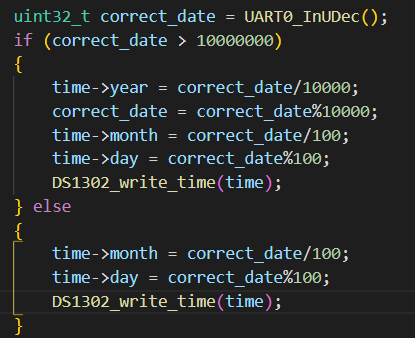 uint32_t correct_date = UART0_InUDec();
if (correct_date > 10000000)
{
time->year = correct_date/10000;
correct_date = correct_date%10000;
time->month = correct_date/100;
time->day = correct_date%100;
DS1302_write_time(time);
} else
{
time->month = correct_date/100;
time->day = correct_date%100;
DS1302_write_time(time);
}